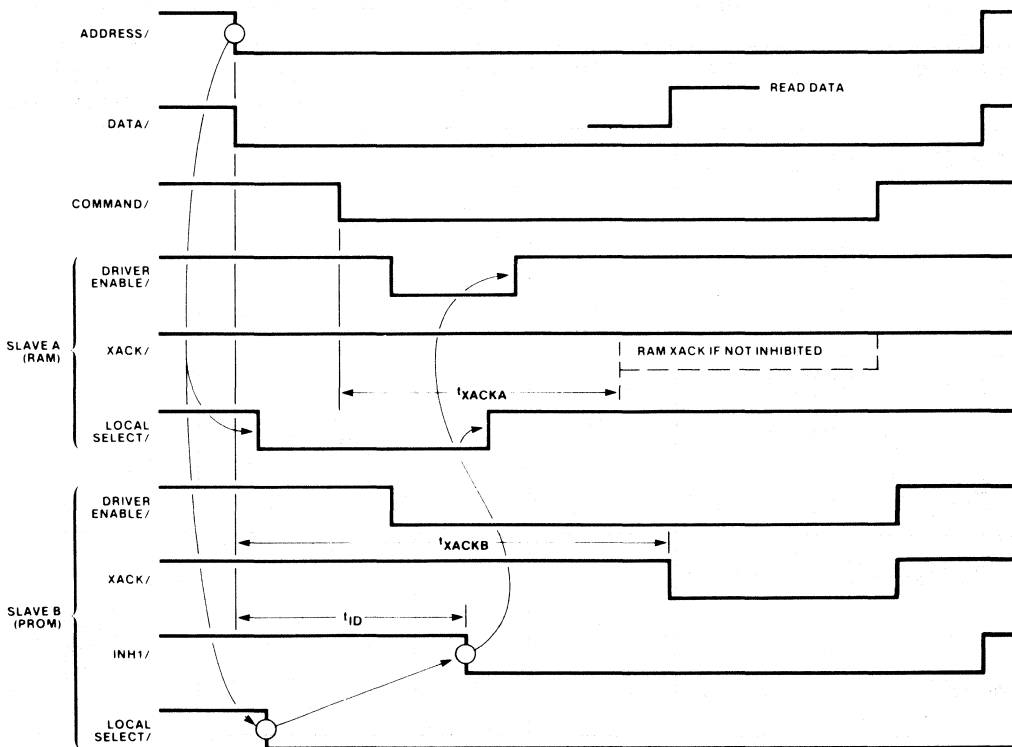 ADDRESS/
READ DATA
DATA/
COMMAND/
DRIVER
ENABLE/
SLAVE A
(RAM)
XACK/
RAM XACK IF NOT INHIBITED
tXACKA
LOCAL
SELECT/
DRIVER
ENABLE/
tXACKB
XACK/
SLAVE B
(PROM)
tID
INH1/
LOCAL
SELECT/